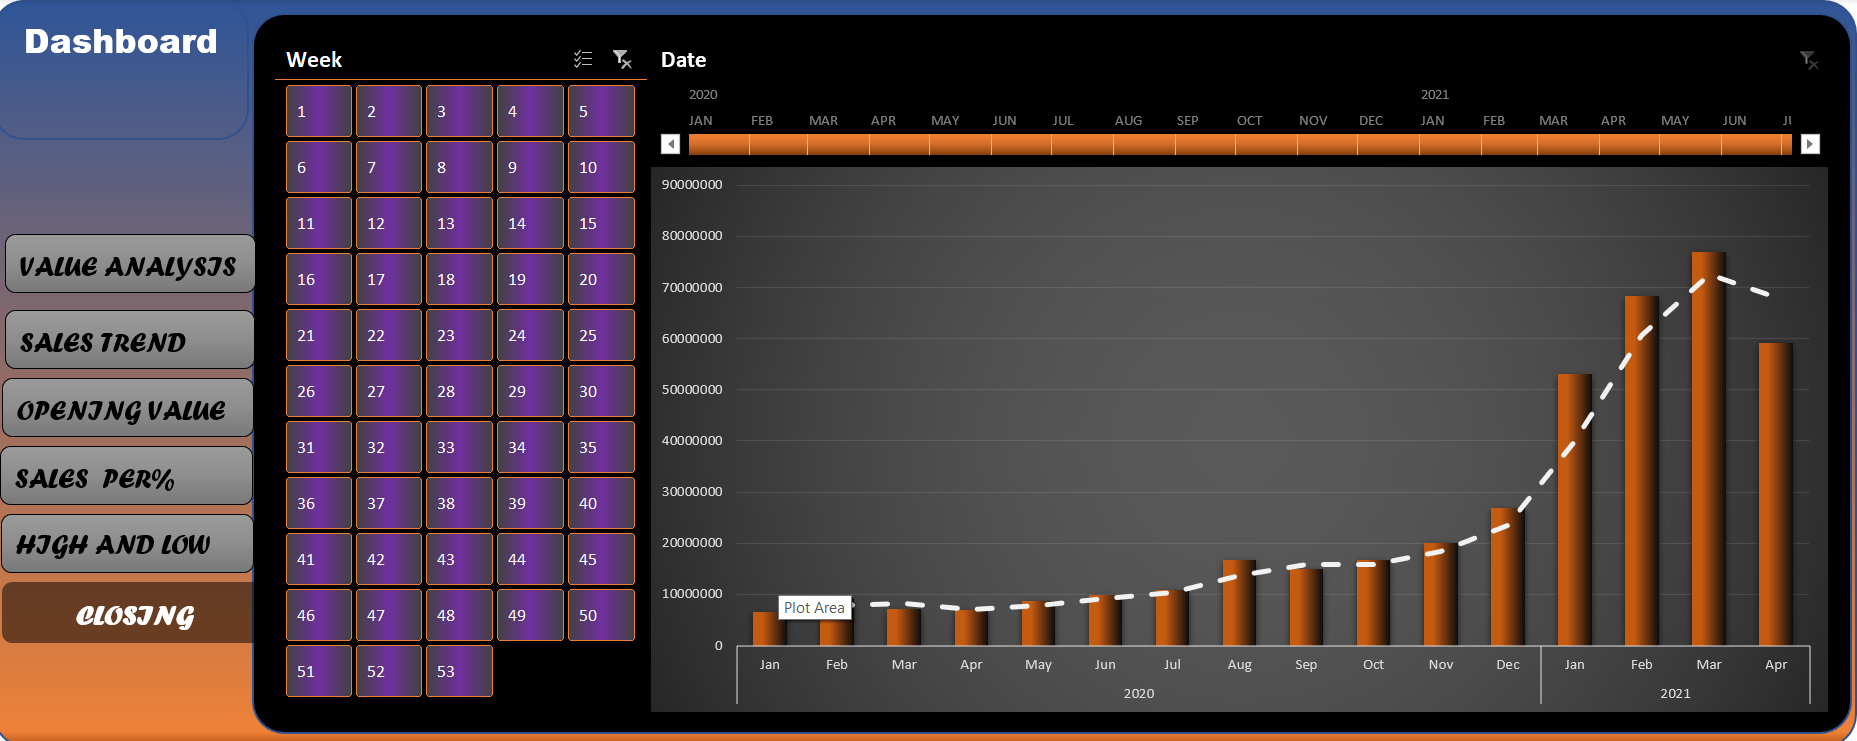 Dashboard
VALUE ANALYSIS
SALES TREND
OPENING VALUE
SALES PER%
HIGH AND LOW
CLOSING
Week
1 2 3 4 5
6 7 8 9 10
11 12 13 14 15
16 17 18 19 20
21 22 23 24 25
26 27 28 29 30
31 32 33 34 35
36 37 38 39 40
41 42 43 44 45
46 47 48 49 50
51 52 53
Date
2020 2021
JAN FEB MAR APR MAY JUN JUL AUG SEP OCT NOV DEC JAN FEB MAR APR MAY JUN
90000000
80000000
70000000
60000000
50000000
40000000
30000000
20000000
10000000
0
Plot Area
Jan Feb Mar Apr May Jun Jul Aug Sep Oct Nov Dec Jan Feb Mar Apr
2020 2021